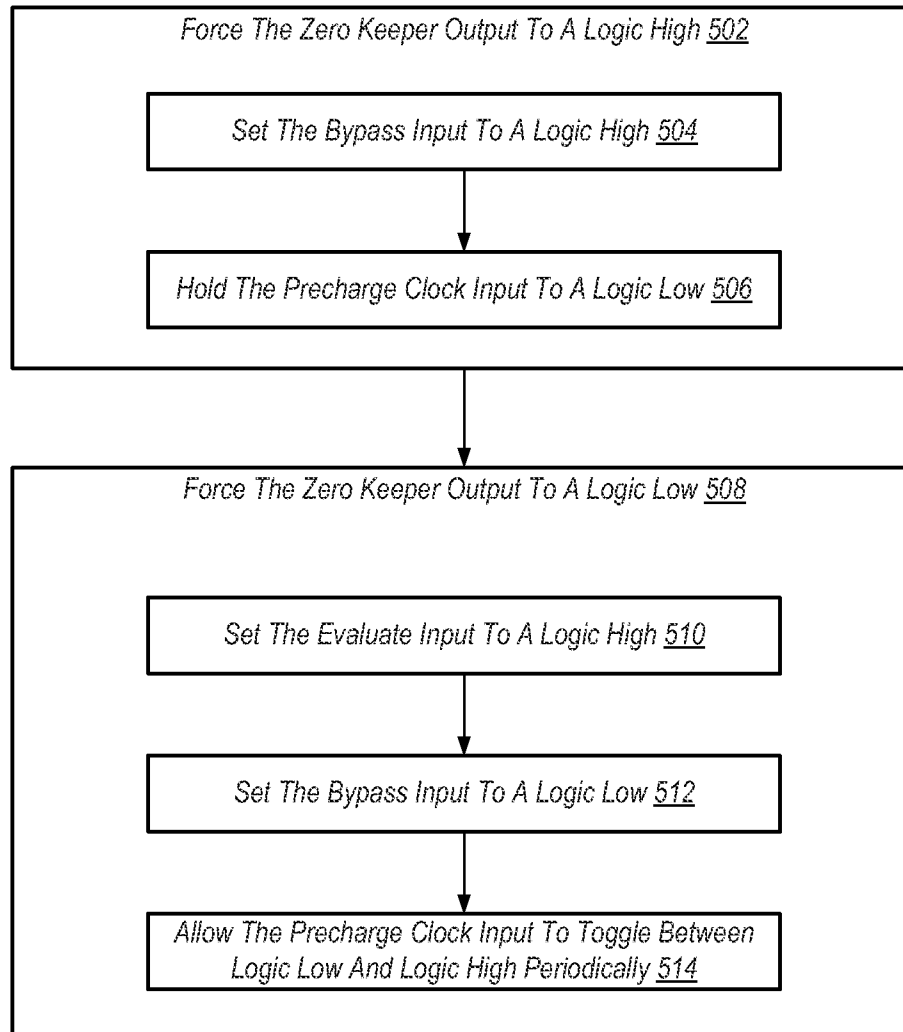 Force The Zero Keeper Output To A Logic High 502
Set The Bypass Input To A Logic High 504
Hold The Precharge Clock Input To A Logic Low 506
Force The Zero Keeper Output To A Logic Low 508
Set The Evaluate Input To A Logic High 510
Set The Bypass Input To A Logic Low 512
Allow The Precharge Clock Input To Toggle Between
Logic Low And Logic High Periodically 514